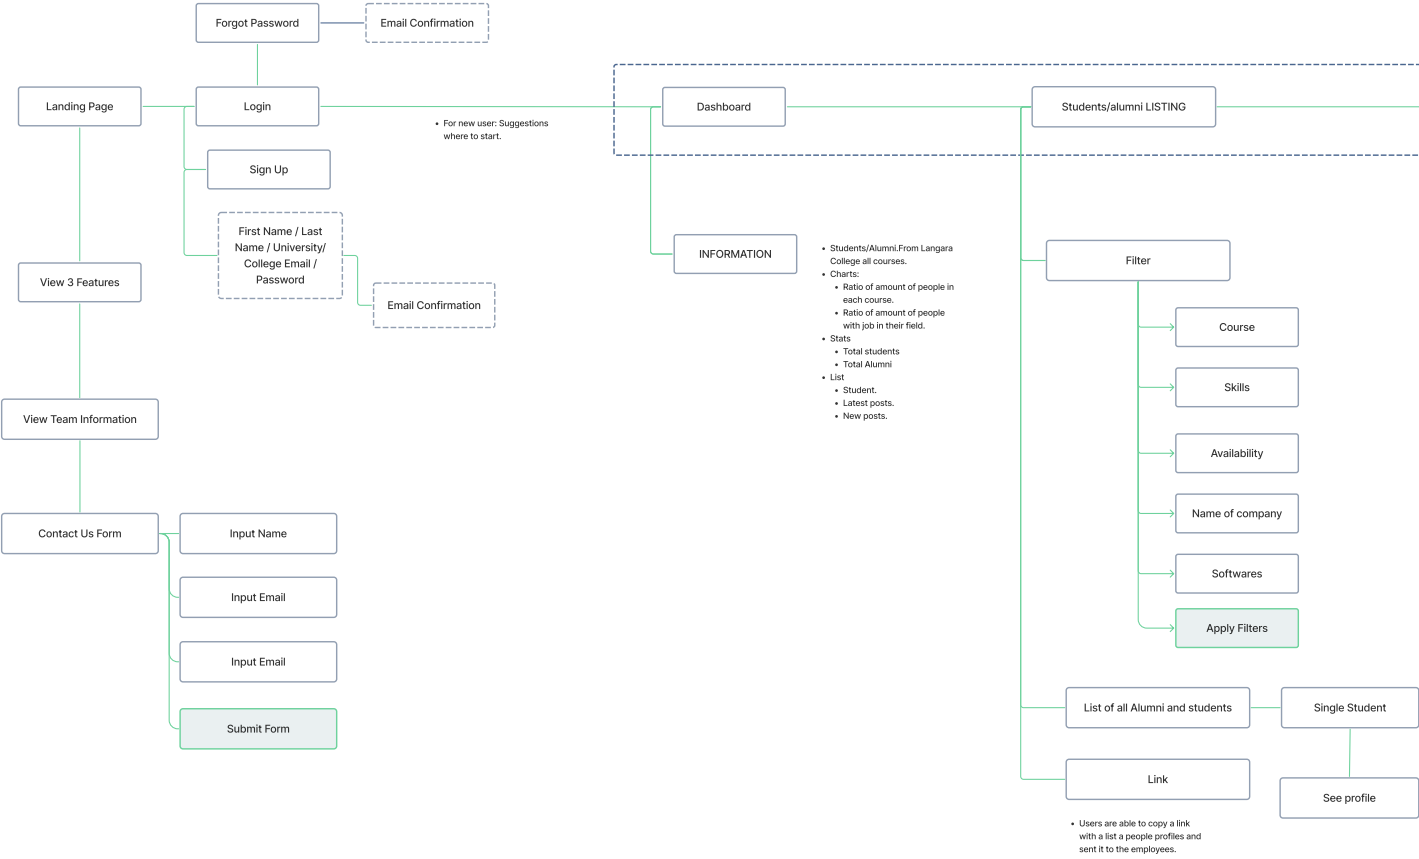 Forgot Password
Email Confirmation
Landing Page
Login
Dashboard
Students/alumni LISTING
• For new user: Suggestions
where to start.
Sign Up
First Name / Last
Name / University/
College Email /
Password
Email Confirmation
View 3 Features
View Team Information
Contact Us Form
Input Name
Input Email
Input Email
Submit Form
INFORMATION
• Students/Alumni.From Langara
College all courses.
• Charts:
• Ratio of amount of people in
each course.
• Ratio of amount of people
with job in their field.
• Stats
• Total students
• Total Alumni
• List
• Student.
• Latest posts.
• New posts.
Filter
Course
Skills
Availability
Name of company
Softwares
Apply Filters
List of all Alumni and students
Single Student
Link
See profile
• Users are able to copy a link
with a list a people profiles and
sent it to the employees.